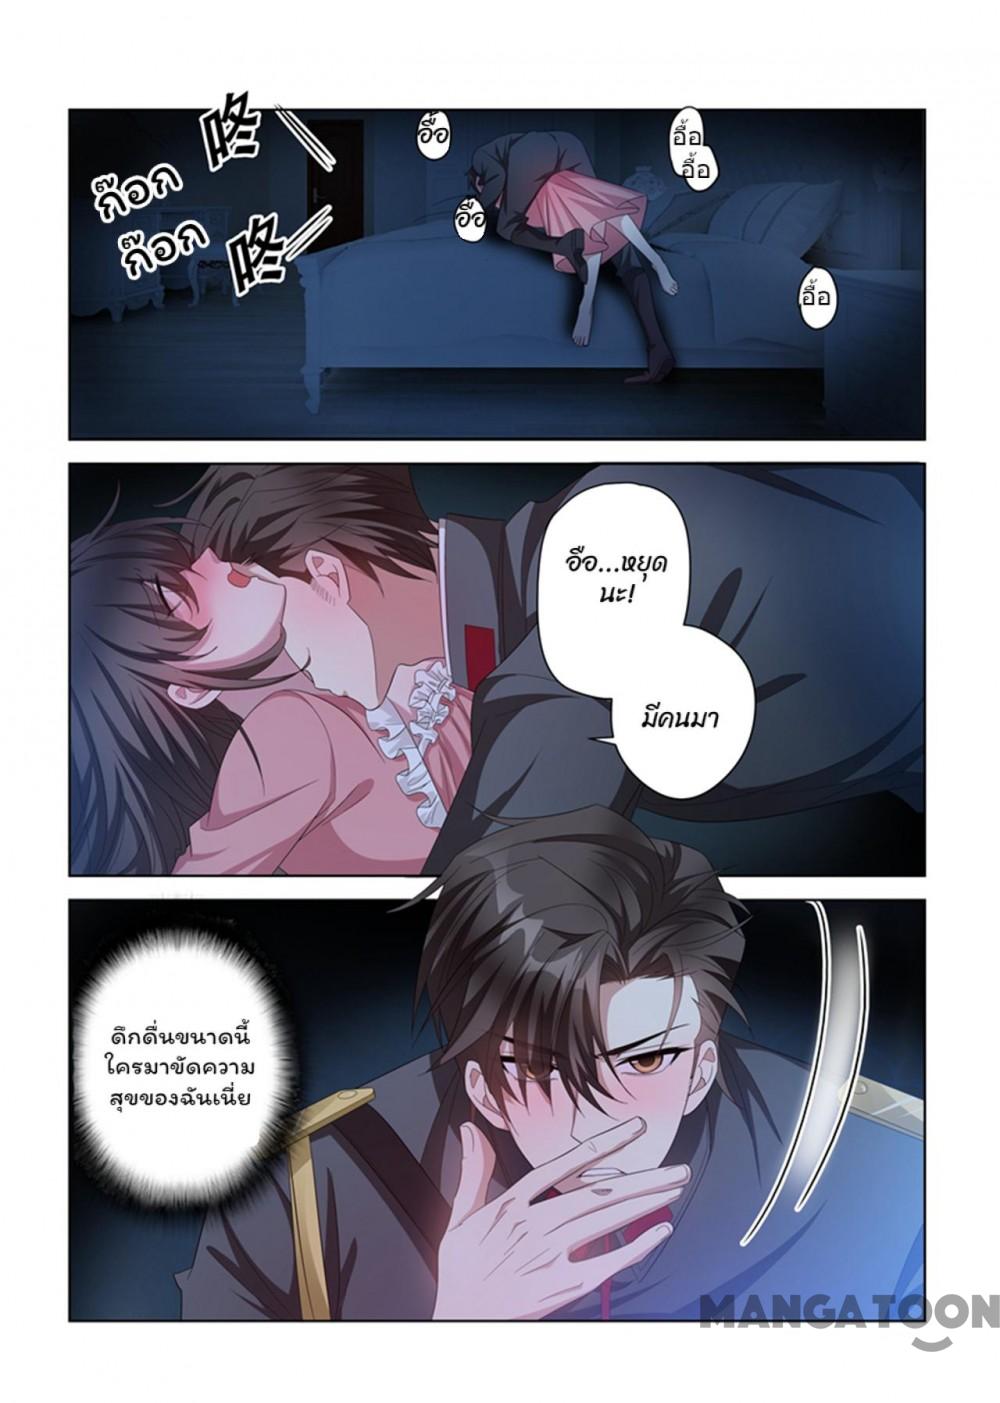 咚
ก๊อก
ก๊อก
咚
อื้อ
อื้อ
อื้อ
อื้อ
อื้อ
อือ...หยุด
นะ!
มีคนมา
ดึกดื่นขนาดนี้
ใครมาขัดความ
สุขของฉันเนี่ย
MANGATOON